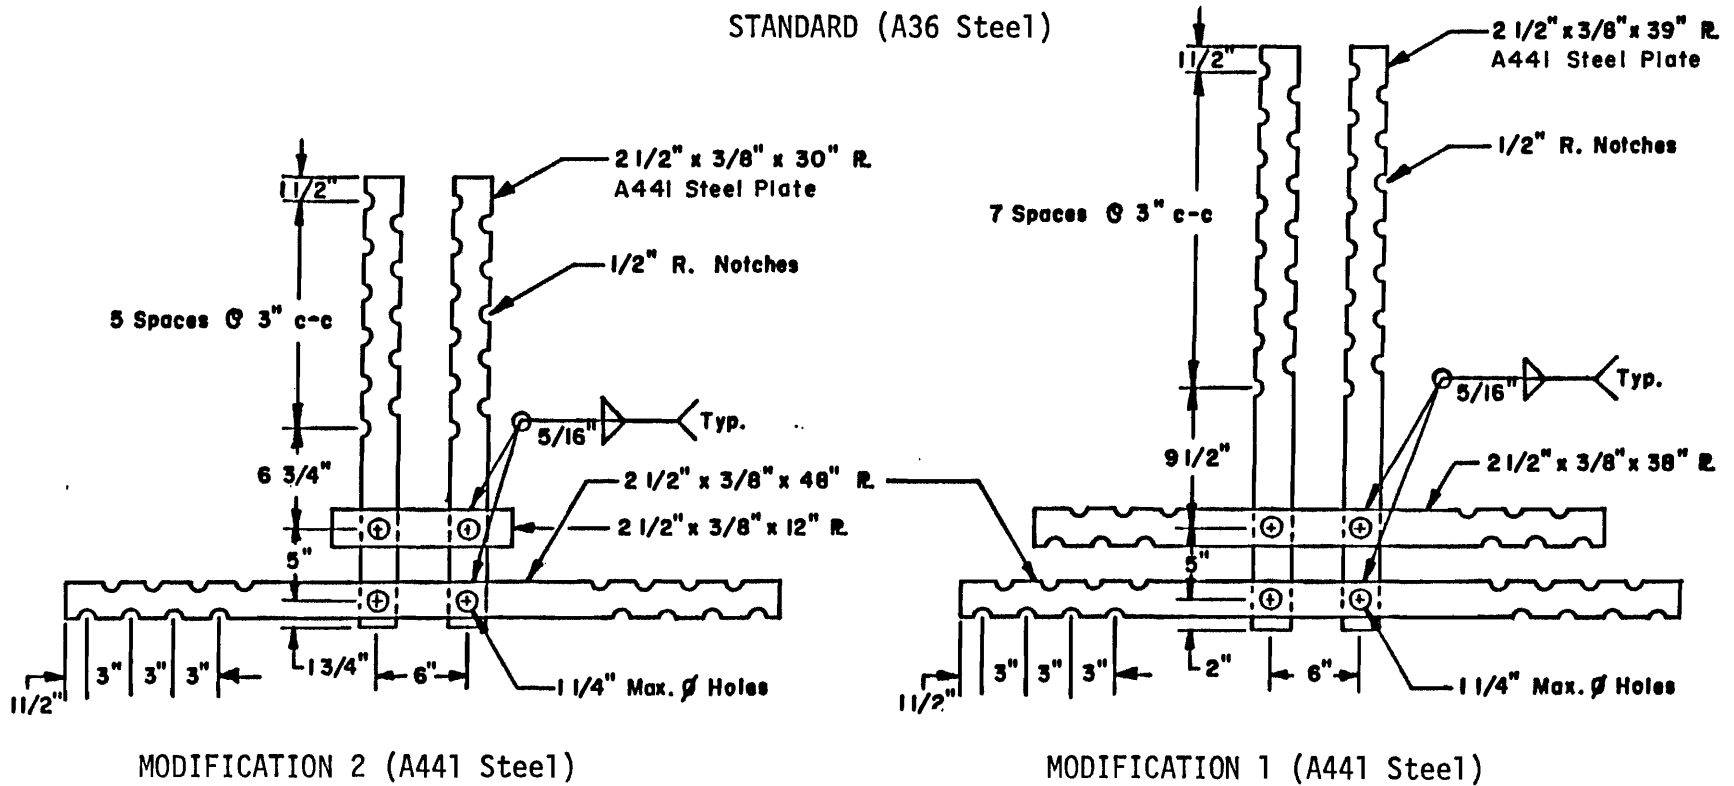 STANDARD (A36 Steel)
2 1/2" x 3/8" x 39" PL
A441 Steel Plate
1 1/2"
1/2" R. Notches
7 Spaces @ 3" c-c
5/16"
Typ.
9 1/2"
2 1/2" x 3/8" x 38" PL
5"
3" 3" 3"
1 1/2"
2"
6"
1 1/4" Max. Ø Holes
MODIFICATION 1 (A441 Steel)
2 1/2" x 3/8" x 30" PL
A441 Steel Plate
1 1/2"
1/2" R. Notches
5 Spaces @ 3" c-c
5/16"
Typ.
6 3/4"
2 1/2" x 3/8" x 48" PL
2 1/2" x 3/8" x 12" PL
5"
3" 3" 3"
1 1/2"
1 3/4"
6"
1 1/4" Max. Ø Holes
MODIFICATION 2 (A441 Steel)